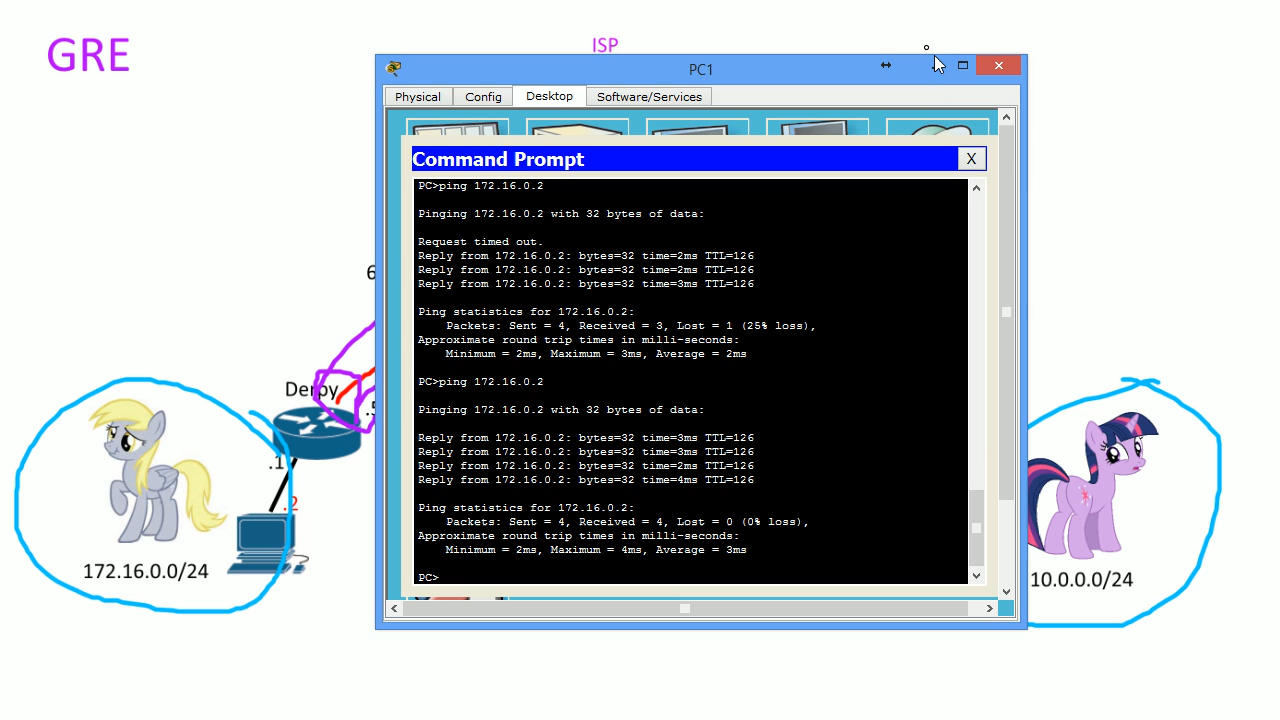 GRE
ISP
PC1
Physical
Config
Desktop
Software/Services
Command Prompt
X
PC>ping 172.16.0.2
Pinging 172.16.0.2 with 32 bytes of data:
Request timed out.
Reply from 172.16.0.2: bytes=32 time=2ms TTL=126
Reply from 172.16.0.2: bytes=32 time=2ms TTL=126
Reply from 172.16.0.2: bytes=32 time=3ms TTL=126
Ping statistics for 172.16.0.2:
Packets: Sent = 4, Received = 3, Lost = 1 (25% loss),
Approximate round trip times in milli-seconds:
Minimum = 2ms, Maximum = 3ms, Average = 2ms
PC>ping 172.16.0.2
Pinging 172.16.0.2 with 32 bytes of data:
Reply from 172.16.0.2: bytes=32 time=3ms TTL=126
Reply from 172.16.0.2: bytes=32 time=3ms TTL=126
Reply from 172.16.0.2: bytes=32 time=2ms TTL=126
Reply from 172.16.0.2: bytes=32 time=4ms TTL=126
Ping statistics for 172.16.0.2:
Packets: Sent = 4, Received = 4, Lost = 0 (0% loss),
Approximate round trip times in milli-seconds:
Minimum = 2ms, Maximum = 4ms, Average = 3ms
PC>
6
Derpy
.5
.1
.2
172.16.0.0/24
10.0.0.0/24